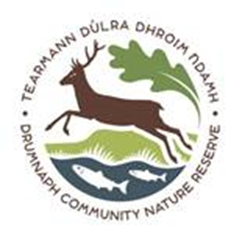 TEARMANN DÚLRA DHROIM NDAMH
DRUMNAPH COMMUNITY NATURE RESERVE